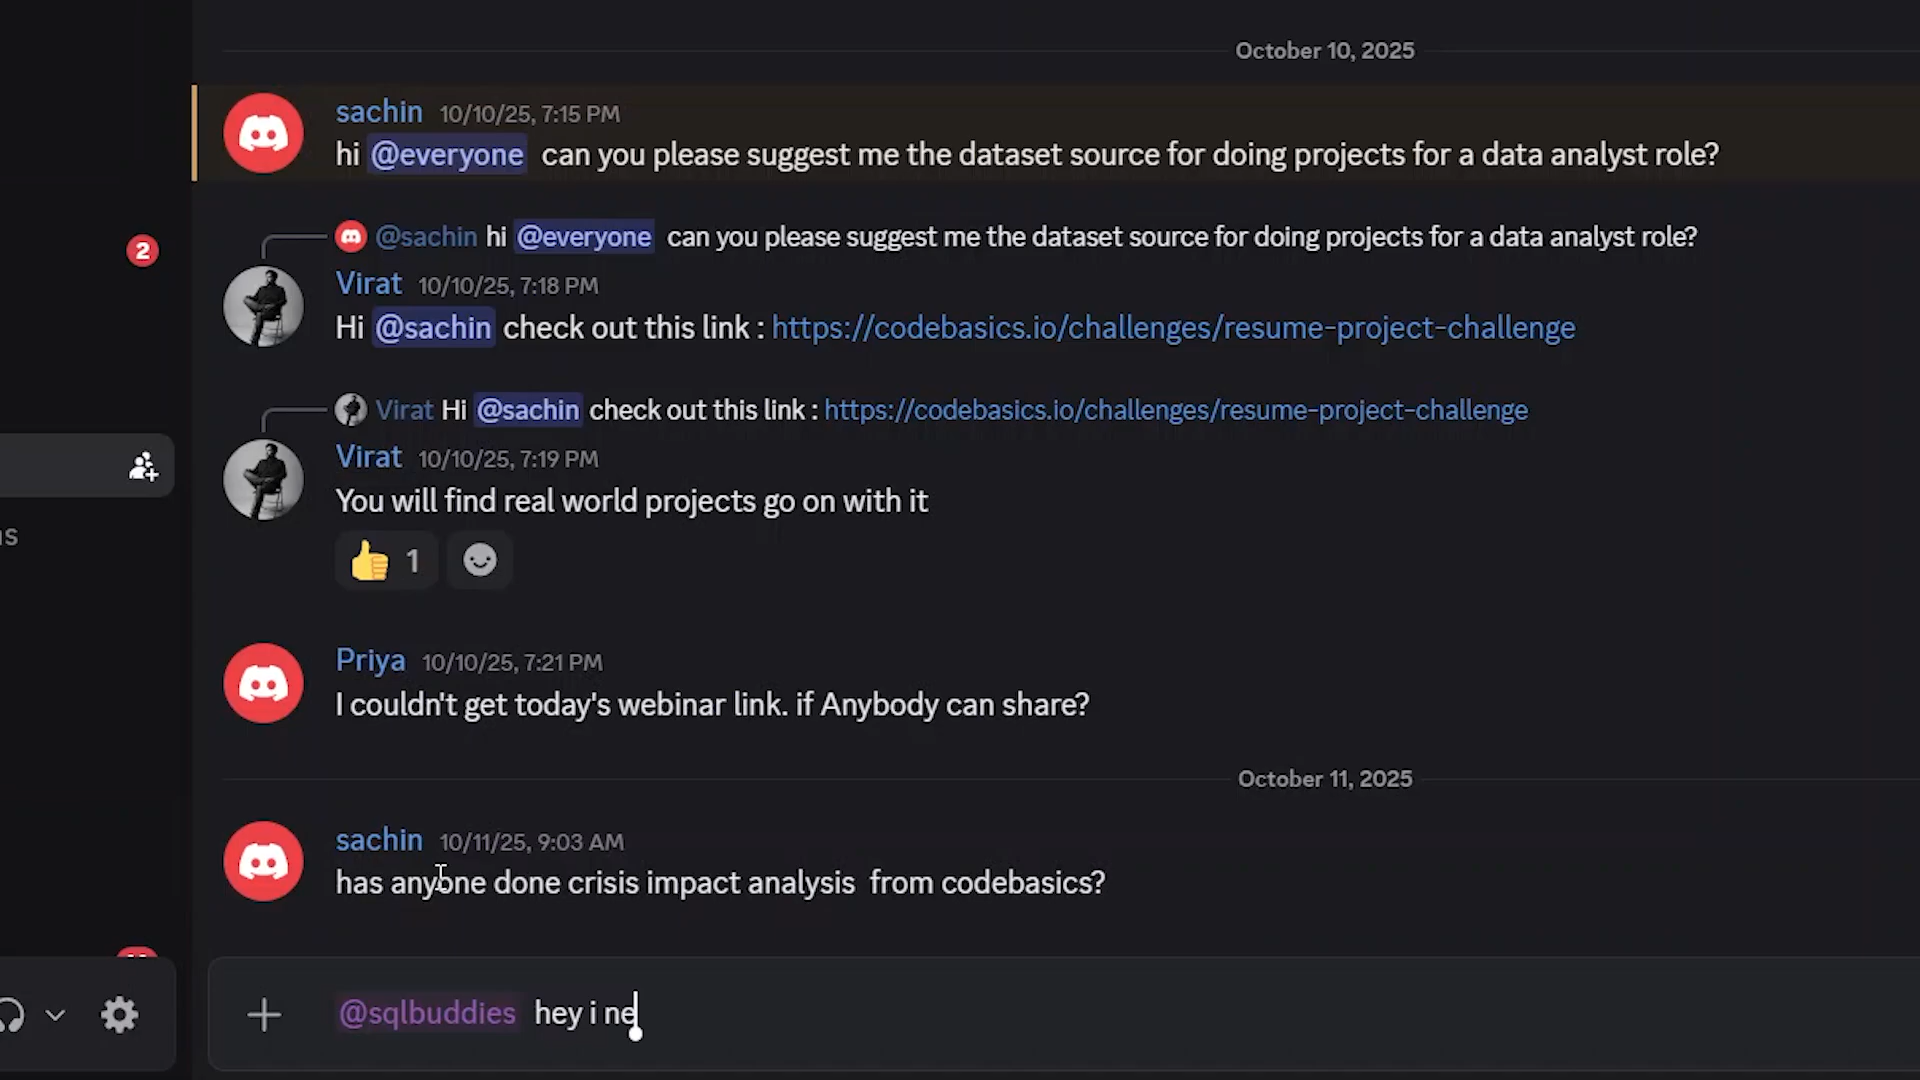 October 10, 2025
sachin 10/10/25, 7:15 PM
hi @everyone can you please suggest me the dataset source for doing projects for a data analyst role?
2
@sachin hi @everyone can you please suggest me the dataset source for doing projects for a data analyst role?
Virat 10/10/25, 7:18 PM
Hi @sachin check out this link : https://codebasics.io/challenges/resume-project-challenge
Virat Hi @sachin check out this link : https://codebasics.io/challenges/resume-project-challenge
Virat 10/10/25, 7:19 PM
You will find real world projects go on with it
1
Priya 10/10/25, 7:21 PM
I couldn't get today's webinar link. if Anybody can share?
October 11, 2025
sachin 10/11/25, 9:03 AM
has anyone done crisis impact analysis from codebasics?
@sqlbuddies hey i ne